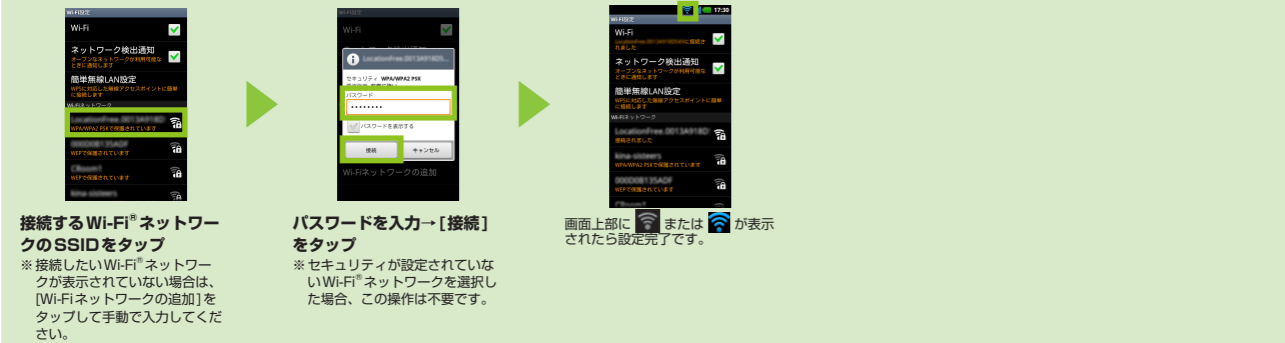 Wi-Fi設定
Wi-Fi
ネットワーク検出通知
オープンなネットワークが利用可能な
ときに通知します
簡単無線LAN設定
WPSに対応した無線アクセスポイントに簡単
に接続します
Wi-Fiネットワーク
WPA/WPA2 PSKで保護されています
WEPで保護されています
WEPで保護されています
接続するWi-Fi®ネットワー
クのSSIDをタップ
※接続したいWi-Fi®ネットワー
クが表示されていない場合は、
[Wi-Fiネットワークの追加]を
タップして手動で入力してくだ
さい。
Wi-Fi設定
Wi-Fi
セキュリティ WPA/WPA2 PSK
パスワード
••••••••
パスワードを表示する
接続 キャンセル
Wi-Fiネットワークの追加
パスワードを入力→[接続]
をタップ
※セキュリティが設定されていな
いWi-Fi®ネットワークを選択し
た場合、この操作は不要です。
17:30
Wi-Fi設定
Wi-Fi
に接続さ
れました
ネットワーク検出通知
オープンなネットワークが利用可能な
ときに通知します
簡単無線LAN設定
WPSに対応した無線アクセスポイントに簡単
に接続します
Wi-Fiネットワーク
接続されました
WPA/WPA2 PSKで保護されています
WEPで保護されています
画面上部に または が表示
されたら設定完了です。